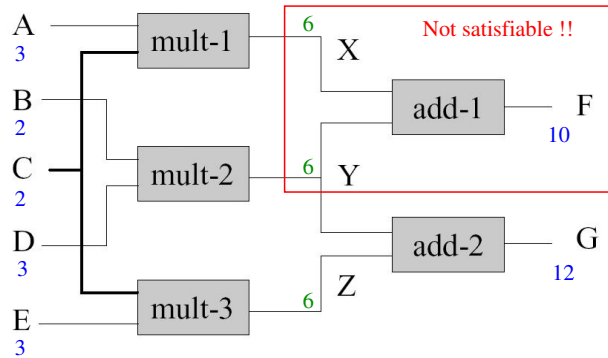 A
3
mult-1
6
X
Not satisfiable !!
B
2
add-1
F
10
C
2
mult-2
6
Y
D
3
add-2
G
12
E
3
mult-3
6
Z